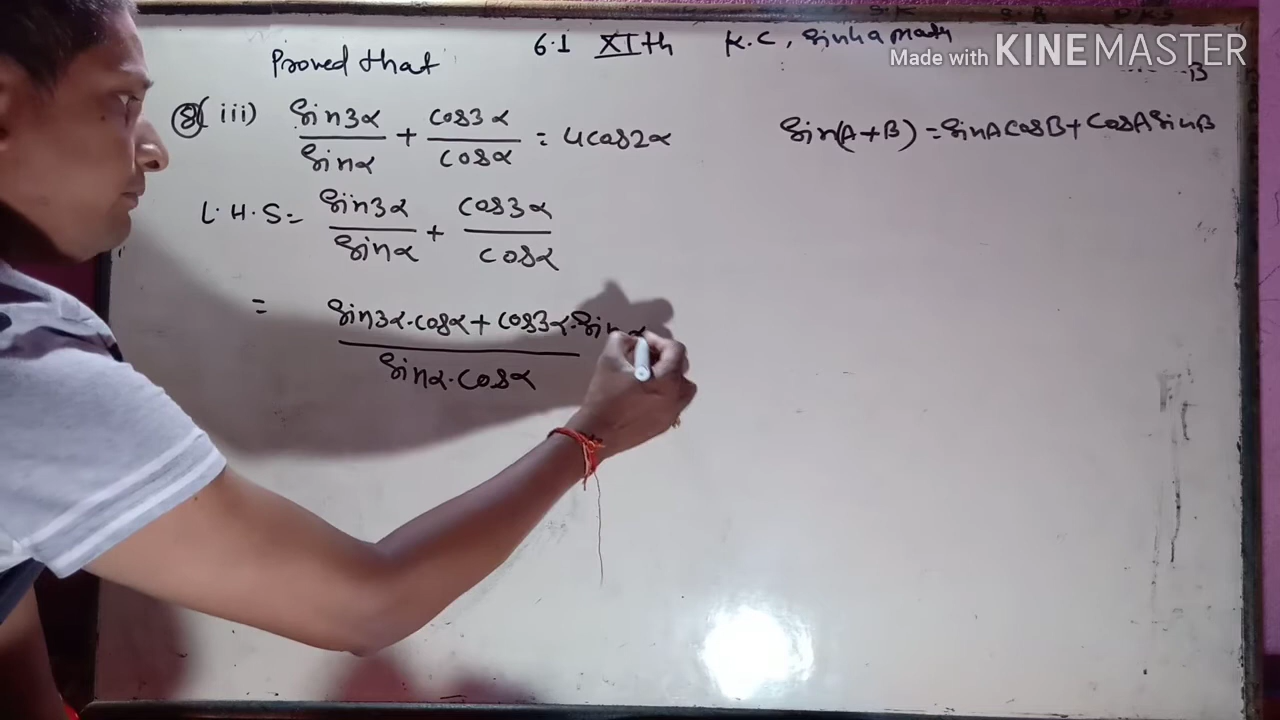 6.1 XIth K.C, Sinha math
Made with KINEMASTER
Proved that
B
8(iii) Sin3α/Sinα + Cos3α/Cosα = 4Cos2α
Sin(A+B) = SinACosB + CosASinB
L.H.S = Sin3α/Sinα + Cos3α/Cosα
= Sin3α.Cosα + Cos3α.Sinα
Sinα.Cosα